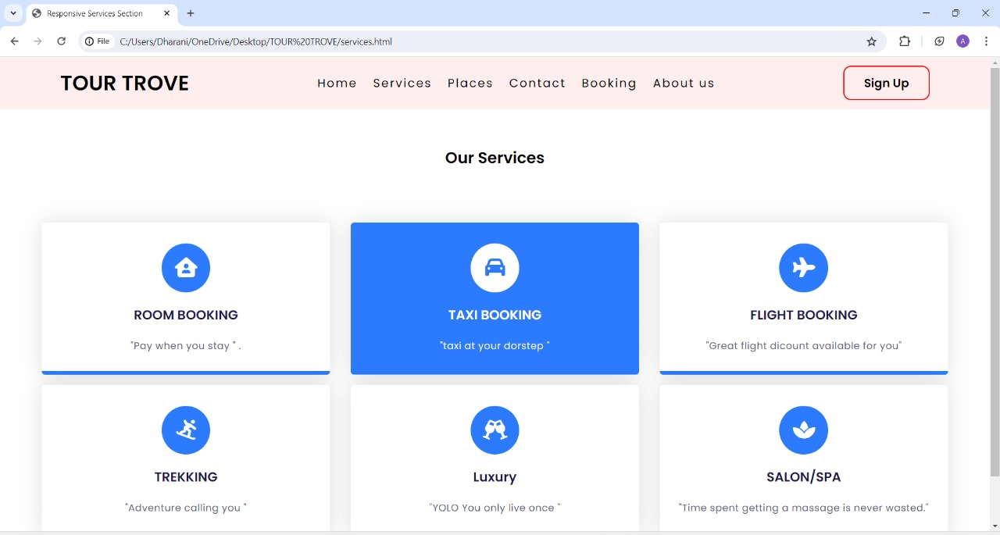 Responsive Services Section
File C:/Users/Dharani/OneDrive/Desktop/TOUR%20TROVE/services.html
A
TOUR TROVE Home Services Places Contact Booking About us Sign Up
Our Services
ROOM BOOKING TAXI BOOKING FLIGHT BOOKING
"Pay when you stay " . "taxi at your dorstep " "Great flight dicount available for you"
TREKKING Luxury SALON/SPA
"Adventure calling you " "YOLO You only live once " "Time spent getting a massage is never wasted."